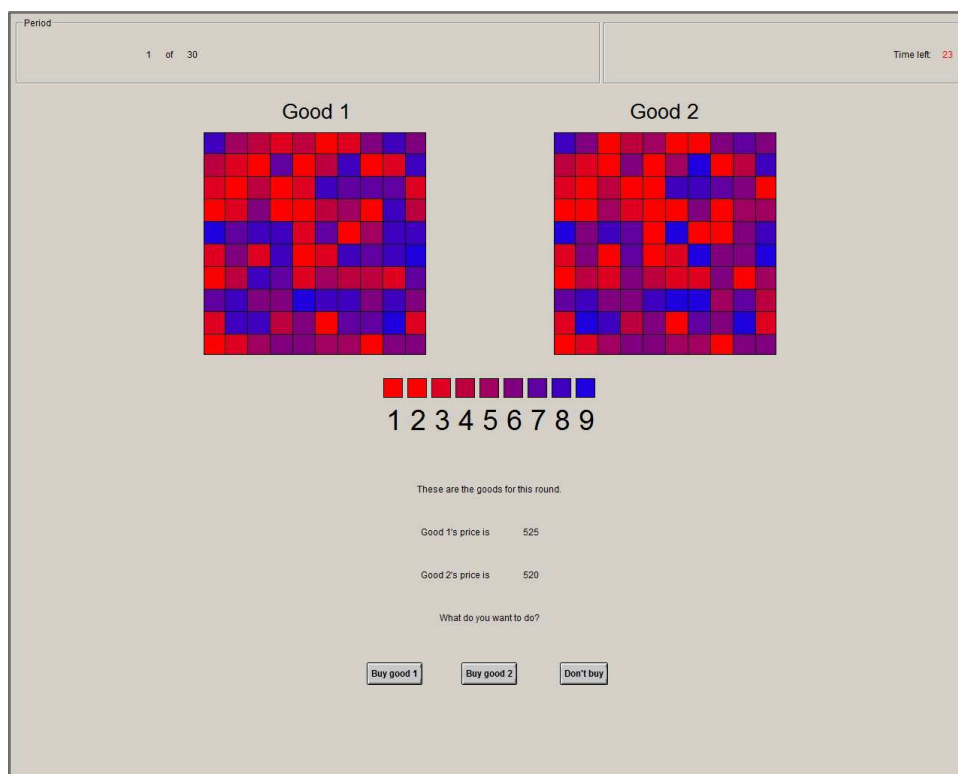 Period
1 of 30
Time left 23
Good 1
Good 2
1 2 3 4 5 6 7 8 9
These are the goods for this round.
Good 1's price is 525
Good 2's price is 520
What do you want to do?
Buy good 1
Buy good 2
Don't buy